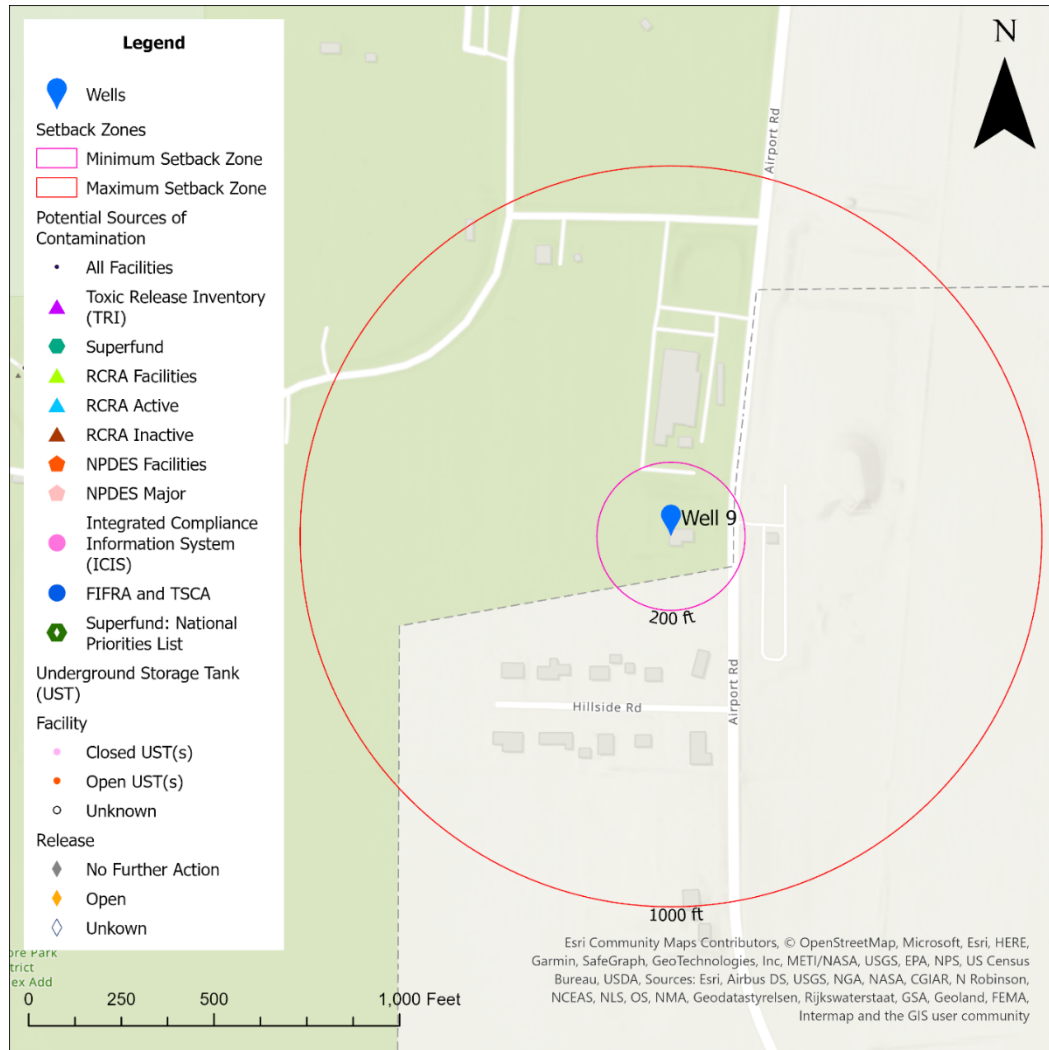 Legend
Wells
Setback Zones
Minimum Setback Zone
Maximum Setback Zone
Potential Sources of
Contamination
All Facilities
Toxic Release Inventory
(TRI)
Superfund
RCRA Facilities
RCRA Active
RCRA Inactive
NPDES Facilities
NPDES Major
Integrated Compliance
Information System
(ICIS)
FIFRA and TSCA
Superfund: National
Priorities List
Underground Storage Tank
(UST)
Facility
Closed UST(s)
Open UST(s)
Unknown
Release
No Further Action
Open
Unkown
N
Airport Rd
Well 9
200 ft
Hillside Rd
Airport Rd
1000 ft
Park
0 250 500 1,000 Feet
Esri Community Maps Contributors, © OpenStreetMap, Microsoft, Esri, HERE,
Garmin, SafeGraph, GeoTechnologies, Inc, METI/NASA, USGS, EPA, NPS, US Census
Bureau, USDA, Sources: Esri, Airbus DS, USGS, NGA, NASA, CGIAR, N Robinson,
NCEAS, NLS, OS, NMA, Geodatastyrelsen, Rijkswaterstaat, GSA, Geoland, FEMA,
Intermap and the GIS user community